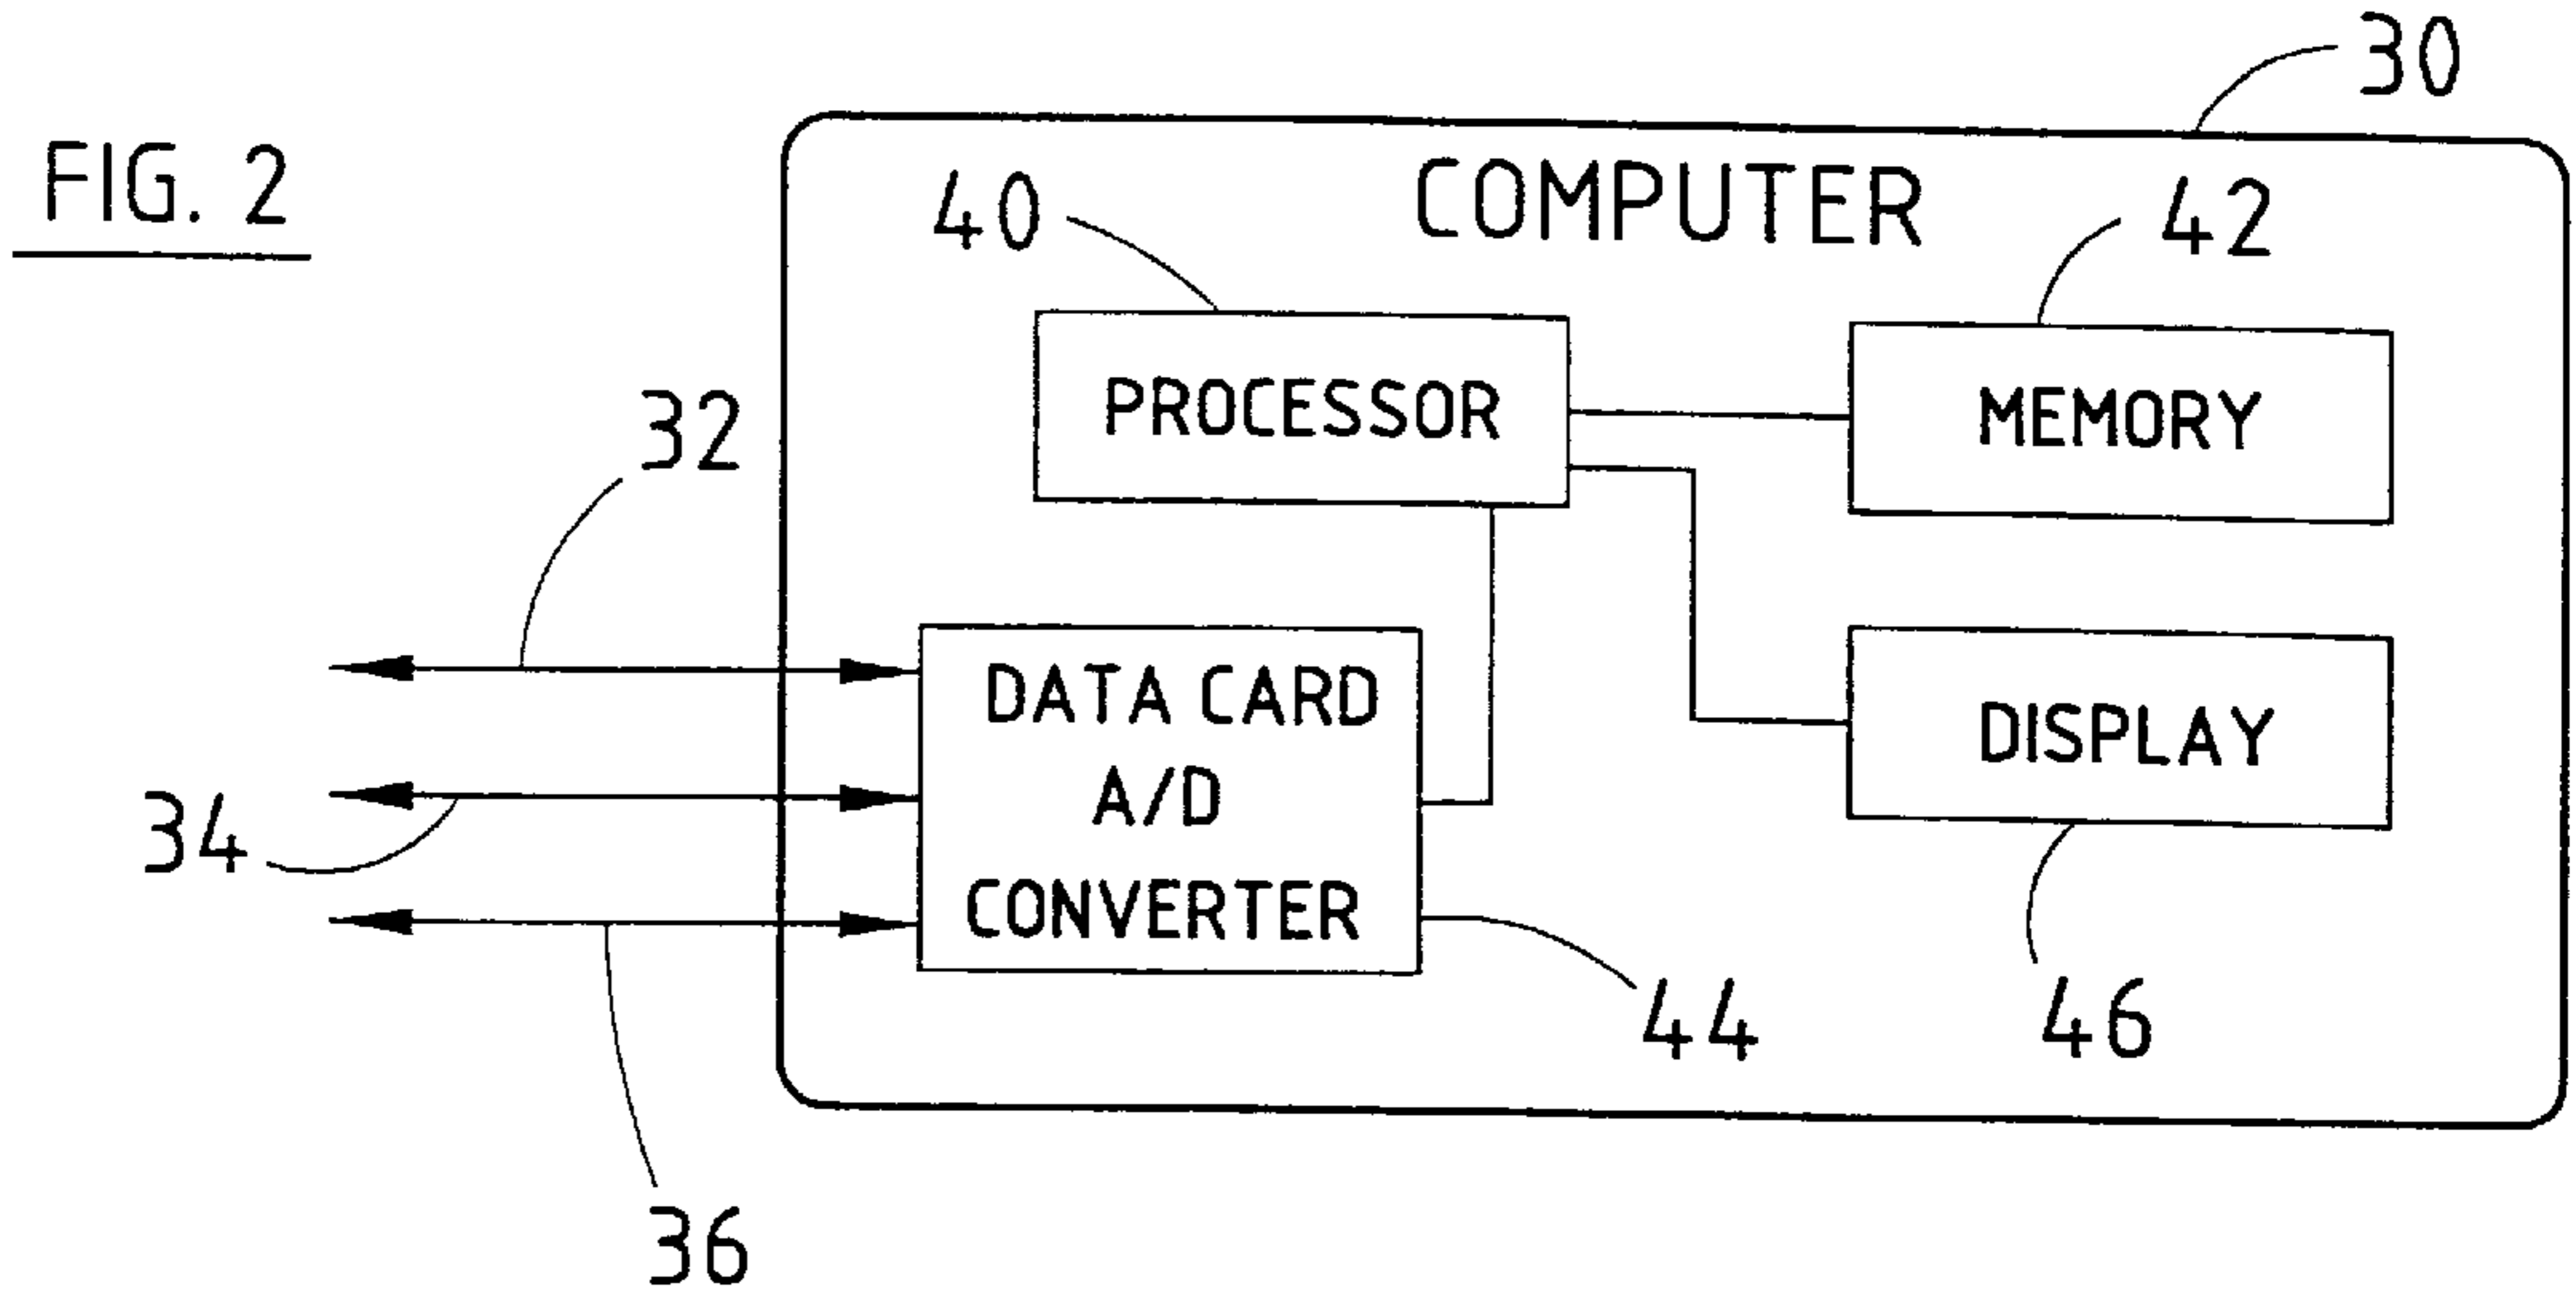 FIG. 2
30
COMPUTER
40
42
PROCESSOR
MEMORY
32
DATA CARD
A/D
CONVERTER
DISPLAY
34
44
46
36